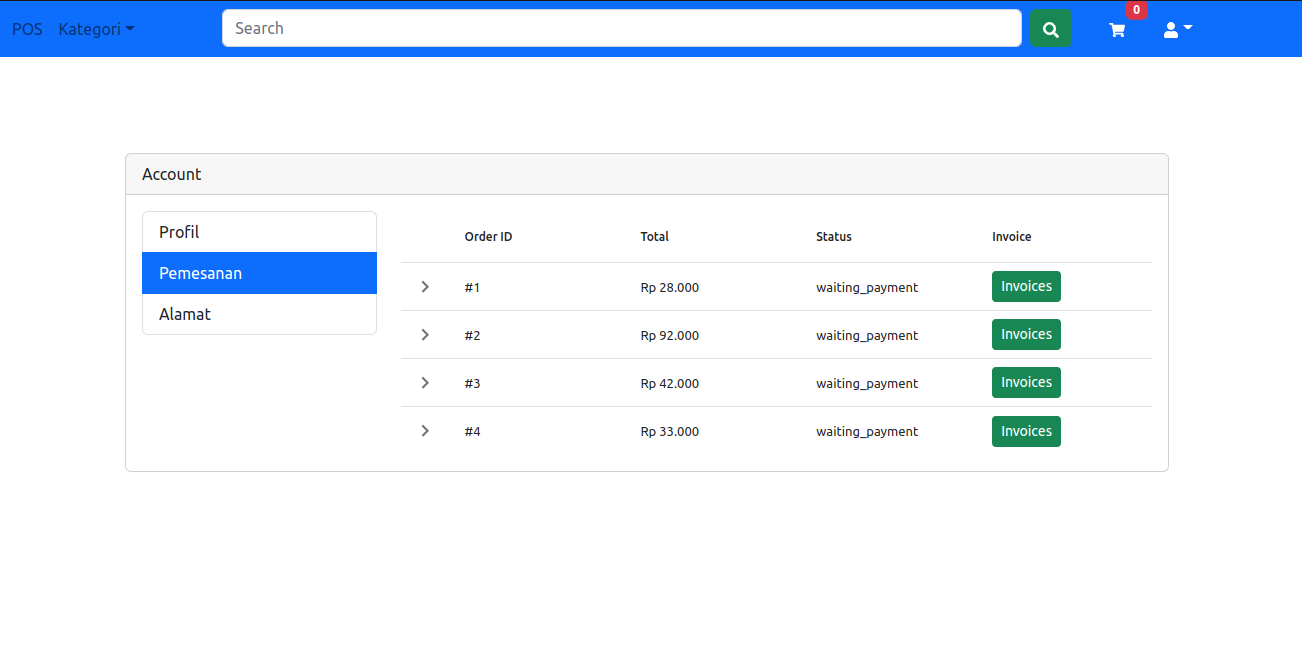 POS Kategori Search 0
Account
Profil
Pemesanan
Alamat
Order ID Total Status Invoice
#1 Rp 28.000 waiting_payment Invoices
#2 Rp 92.000 waiting_payment Invoices
#3 Rp 42.000 waiting_payment Invoices
#4 Rp 33.000 waiting_payment Invoices